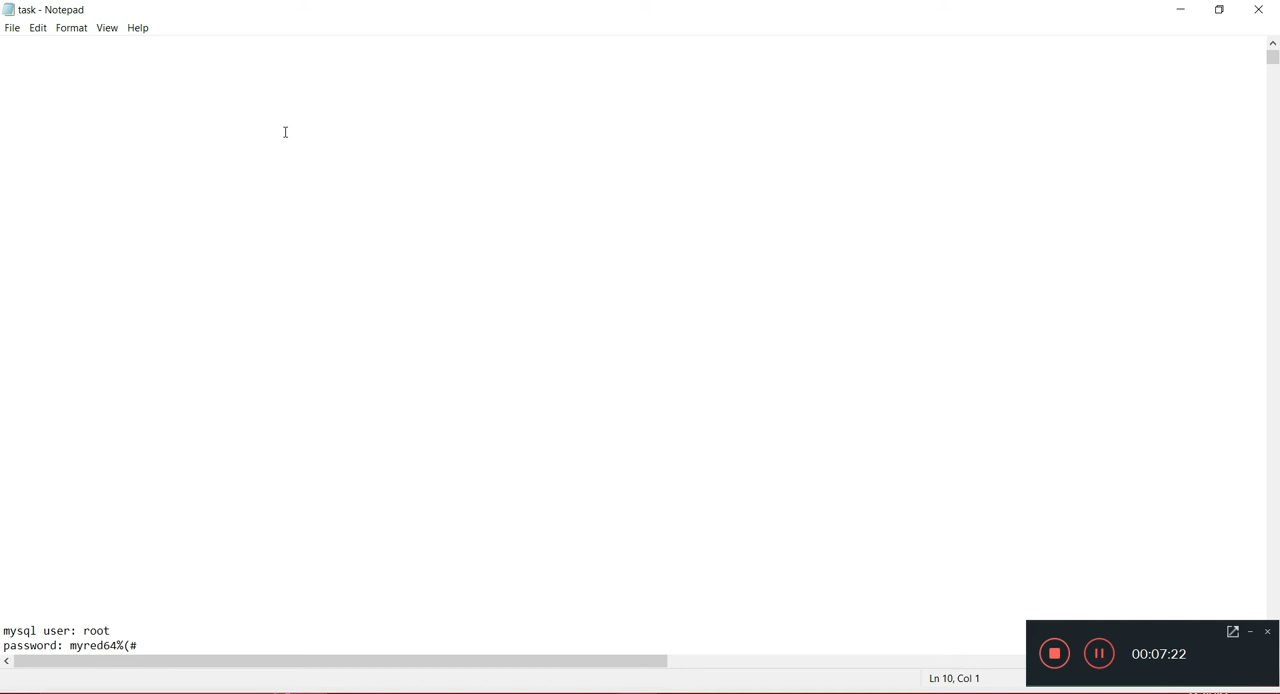 task - Notepad
File Edit Format View Help
mysql user: root
password: myred64%(#
00:07:22
Ln 10, Col 1